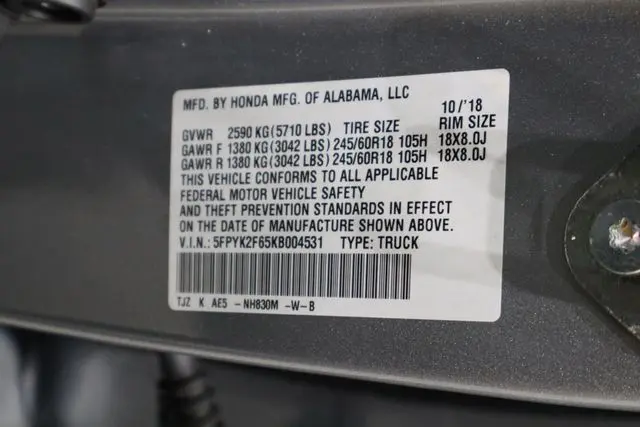 MFD. BY HONDA MFG. OF ALABAMA, LLC 10/'18
GVWR 2590 KG(5710 LBS) TIRE SIZE RIM SIZE
GAWR F 1380 KG(3042 LBS) 245/60R18 105H 18X8.0J
GAWR R 1380 KG(3042 LBS) 245/60R18 105H 18X8.0J
THIS VEHICLE CONFORMS TO ALL APPLICABLE
FEDERAL MOTOR VEHICLE SAFETY
AND THEFT PREVENTION STANDARDS IN EFFECT
ON THE DATE OF MANUFACTURE SHOWN ABOVE.
V.I.N.: 5FPYK2F65KB004531 TYPE: TRUCK
TJZ K AE5 -NH830M -W-B